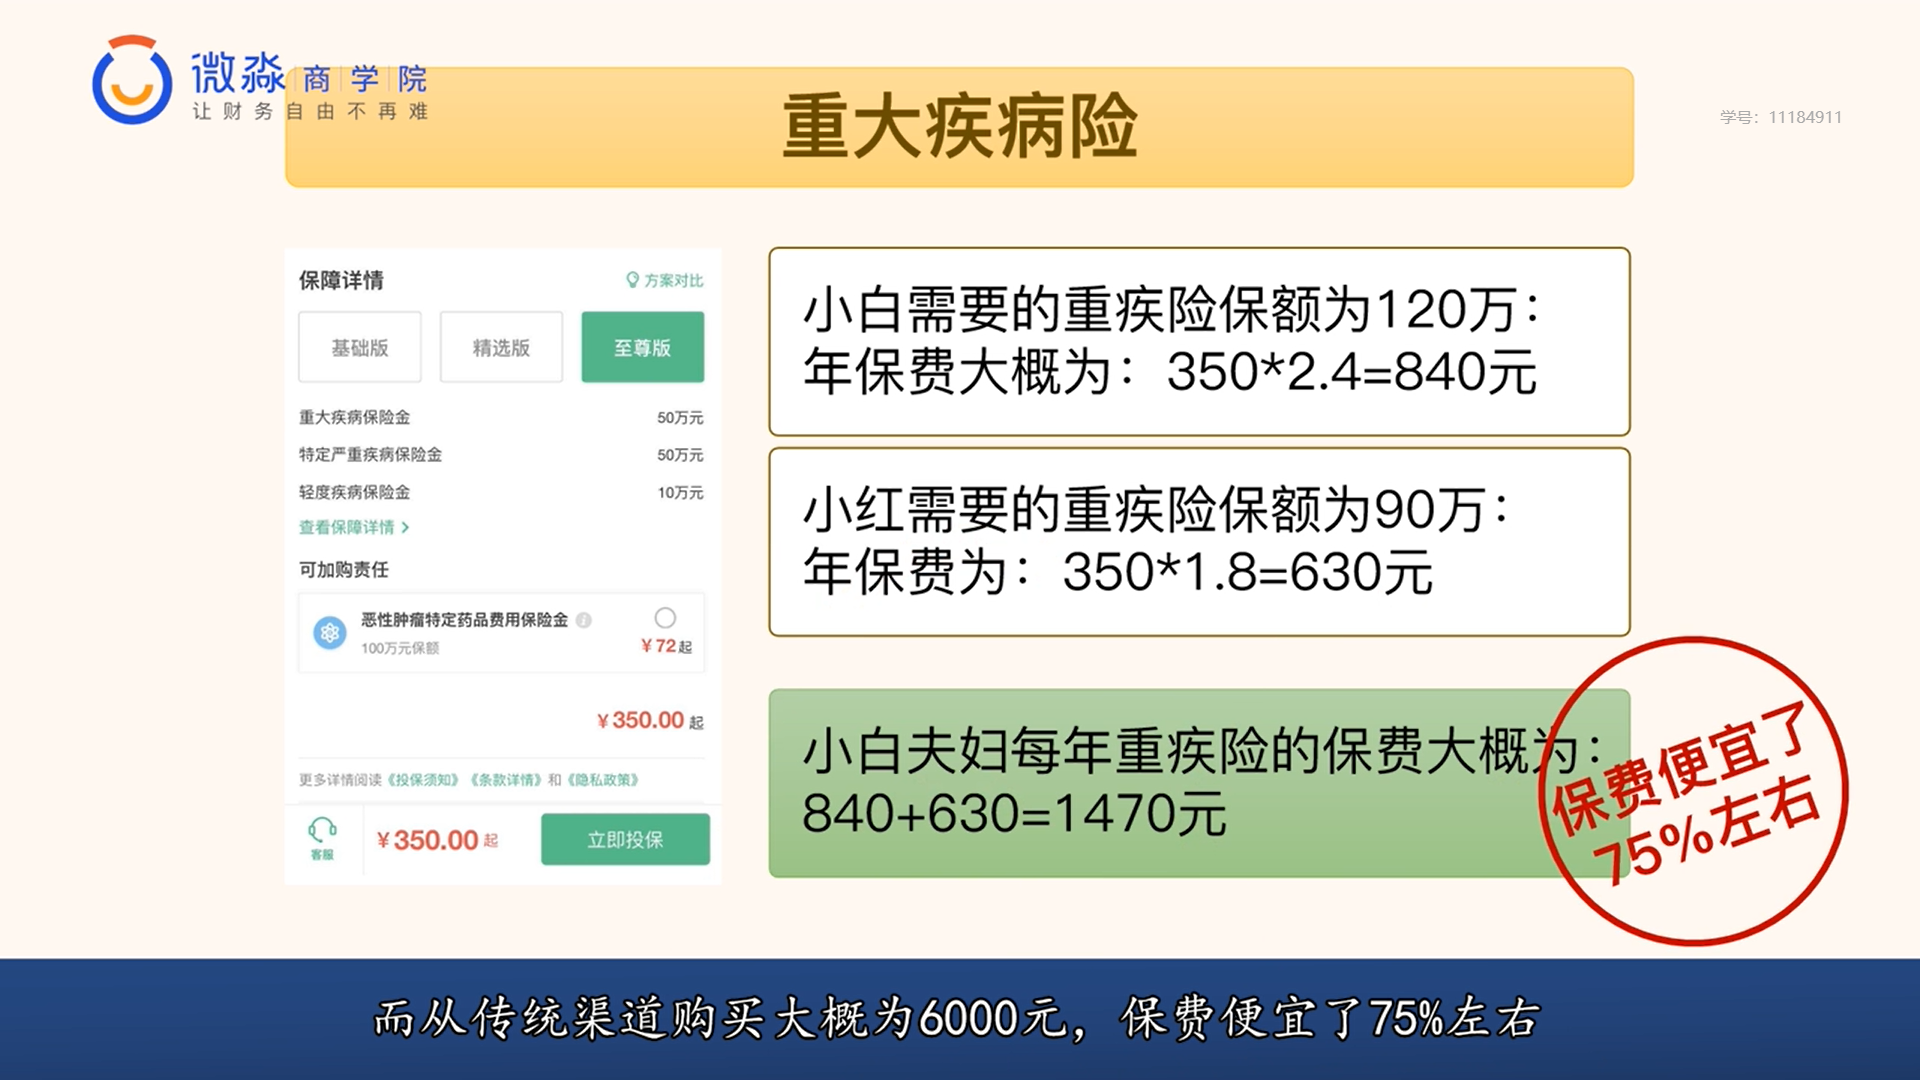 微淼商学院
让财务自由不再难
重大疾病险
学号：11184911
保障详情
方案对比
基础版
精选版
至尊版
重大疾病保险金 50万元
特定严重疾病保险金 50万元
轻度疾病保险金 10万元
查看保障详情 >
可加购责任
恶性肿瘤特定药品费用保险金
100万元保额
¥72起
¥350.00 起
更多详情阅读《投保须知》《条款详情》和《隐私政策》
客服
¥350.00 起
立即投保
小白需要的重疾险保额为120万：
年保费大概为：350*2.4=840元
小红需要的重疾险保额为90万：
年保费为：350*1.8=630元
小白夫妇每年重疾险的保费大概为：
840+630=1470元
保费便宜了
75%左右
而从传统渠道购买大概为6000元，保费便宜了75%左右